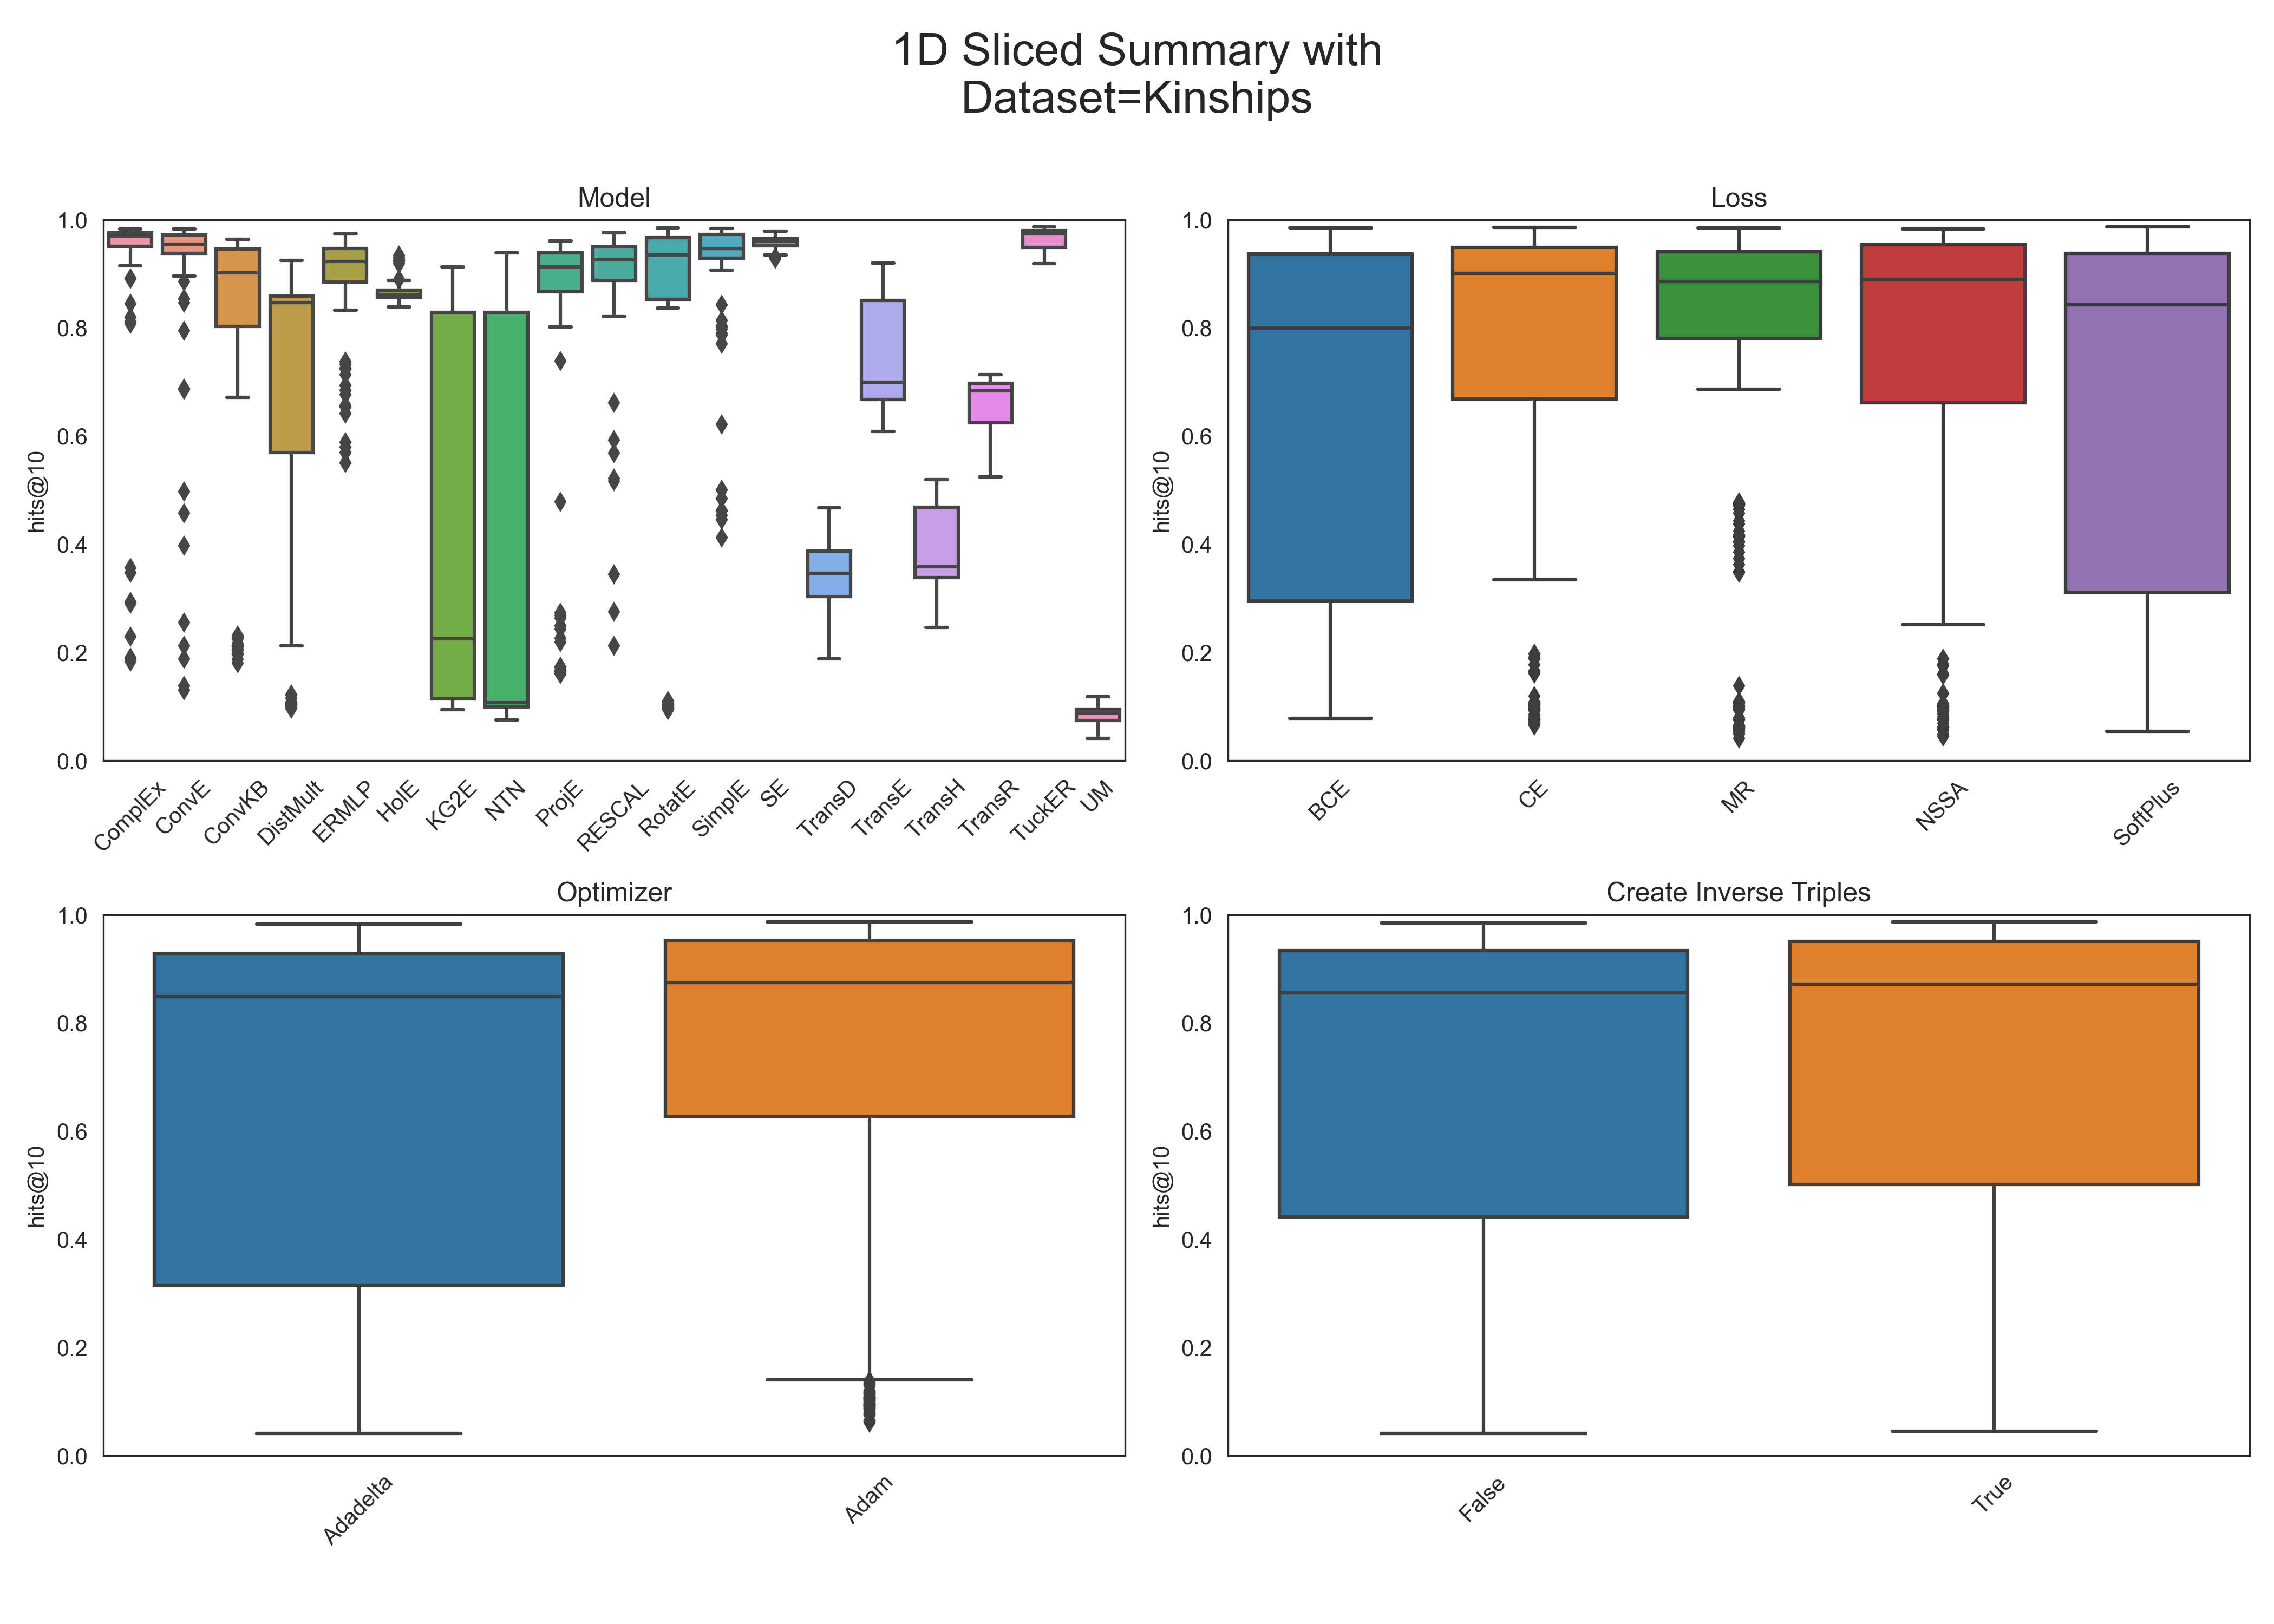 1D Sliced Summary with
Dataset=Kinships
Model
1.0
0.8
0.6
0.4
0.2
0.0
hits@10
ComplEx
ConvE
ConvKB
DistMult
ERMLP
HolE
KG2E
NTN
ProjE
RESCAL
RotatE
SimplE
SE
TransD
TransE
TransH
TransR
TuckER
UM
Loss
1.0
0.8
0.6
0.4
0.2
0.0
hits@10
BCE
CE
MR
NSSA
SoftPlus
Optimizer
1.0
0.8
0.6
0.4
0.2
0.0
hits@10
Adadelta
Adam
Create Inverse Triples
1.0
0.8
0.6
0.4
0.2
0.0
hits@10
False
True